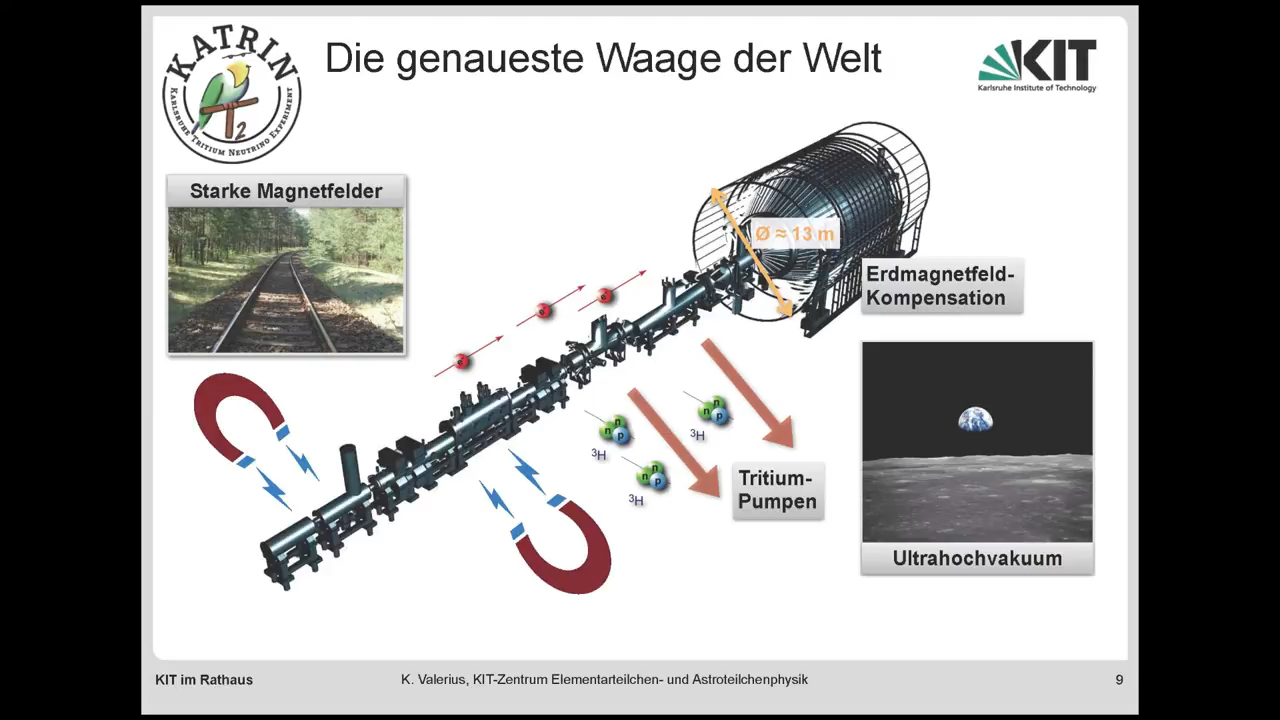 KATRIN
KARLSRUHE TRITIUM NEUTRINO EXPERIMENT
2
Die genaueste Waage der Welt
KIT
Karlsruhe Institute of Technology
Starke Magnetfelder
Ø ≈ 13 m
Erdmagnetfeld-
Kompensation
e⁻
e⁻
e⁻
n
n p
³H
n
n p
³H
n
n p
³H
Tritium-
Pumpen
Ultrahochvakuum
KIT im Rathaus
K. Valerius, KIT-Zentrum Elementarteilchen- und Astroteilchenphysik
9